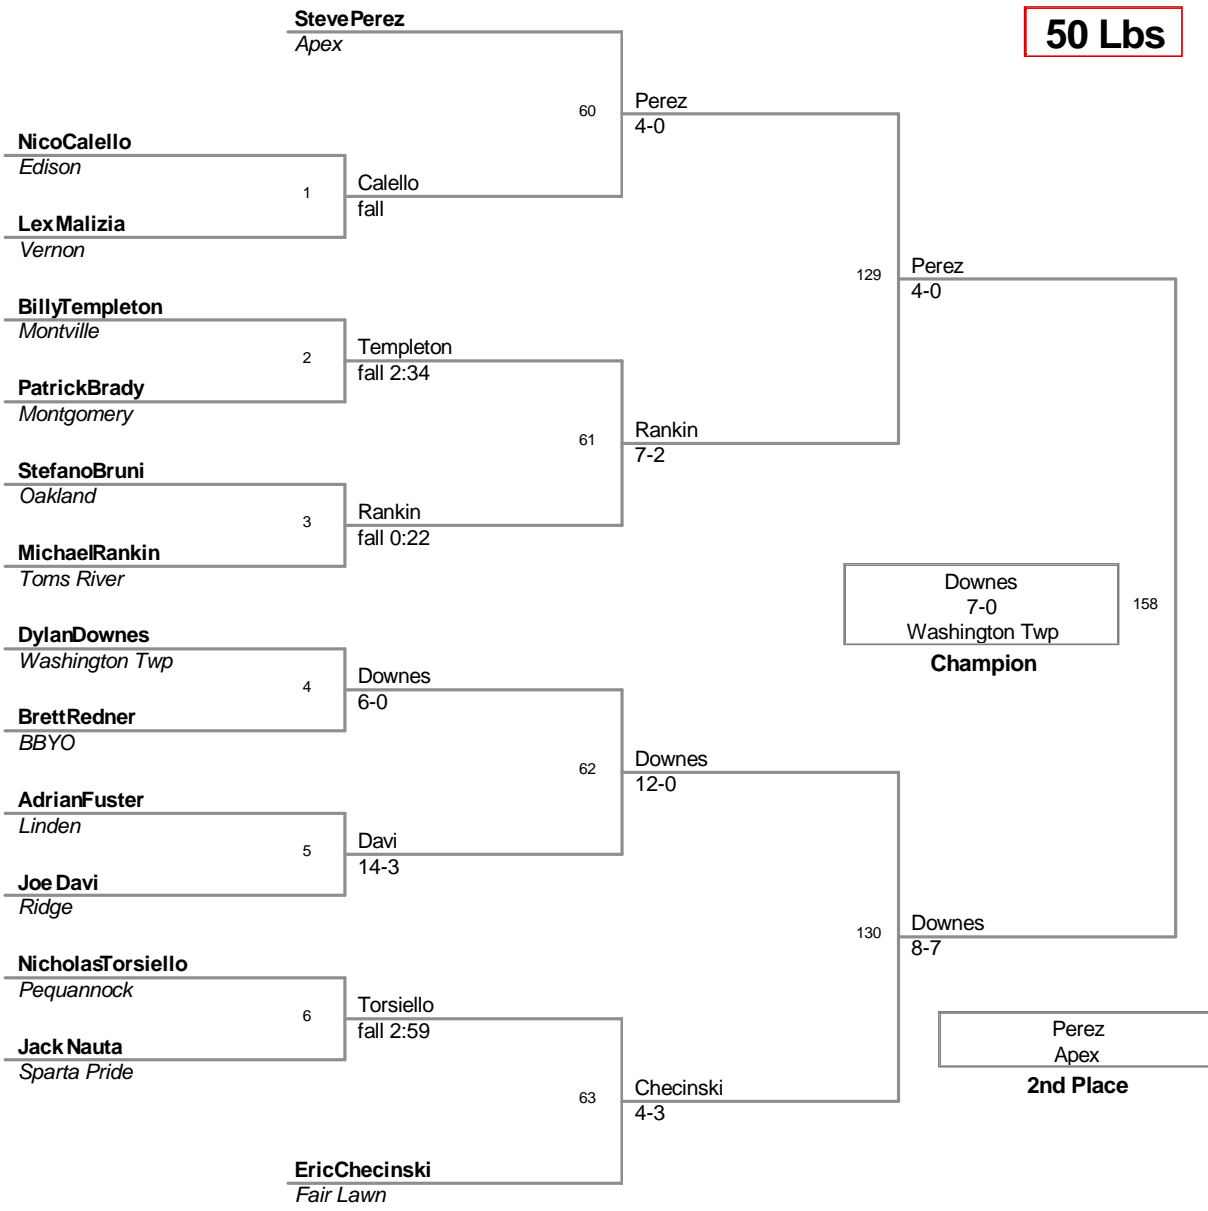 StevePerez
Apex
50 Lbs
60
Perez
4-0
NicoCalello
Edison
1
Calello
fall
LexMalizia
Vernon
129
Perez
4-0
BillyTempleton
Montville
2
Templeton
fall 2:34
PatrickBrady
Montgomery
61
Rankin
7-2
StefanoBruni
Oakland
3
Rankin
fall 0:22
MichaelRankin
Toms River
Downes
7-0
Washington Twp
Champion
158
DylanDownes
Washington Twp
4
Downes
6-0
BrettRedner
BBYO
62
Downes
12-0
AdrianFuster
Linden
5
Davi
14-3
Joe Davi
Ridge
130
Downes
8-7
NicholasTorsiello
Pequannock
6
Torsiello
fall 2:59
Jack Nauta
Sparta Pride
Perez
Apex
2nd Place
63
Checinski
4-3
EricChecinski
Fair Lawn